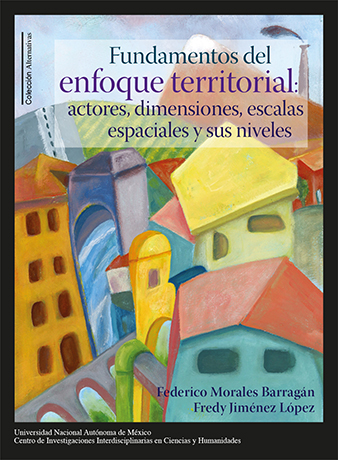 Colección Alternativas
Fundamentos del
enfoque territorial:
actores, dimensiones, escalas
espaciales y sus niveles
Federico Morales Barragán
Fredy Jiménez López
Universidad Nacional Autónoma de México
Centro de Investigaciones Interdisciplinarias en Ciencias y Humanidades